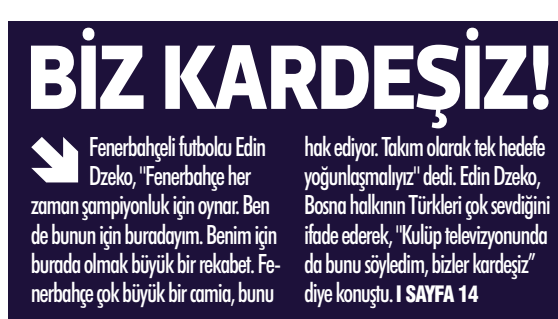 BİZ KARDEŞİZ!
Fenerbahçeli futbolcu Edin
Dzeko, "Fenerbahçe her
zaman şampiyonluk için oynar. Ben
de bunun için buradayım. Benim için
burada olmak büyük bir rekabet. Fe-
nerbahçe çok büyük bir camia, bunu
hak ediyor. Takım olarak tek hedefe
yoğunlaşmalıyız" dedi. Edin Dzeko,
Bosna halkının Türkleri çok sevdiğini
ifade ederek, "Kulüp televizyonunda
da bunu söyledim, bizler kardeşiz”
diye konuştu. I SAYFA 14